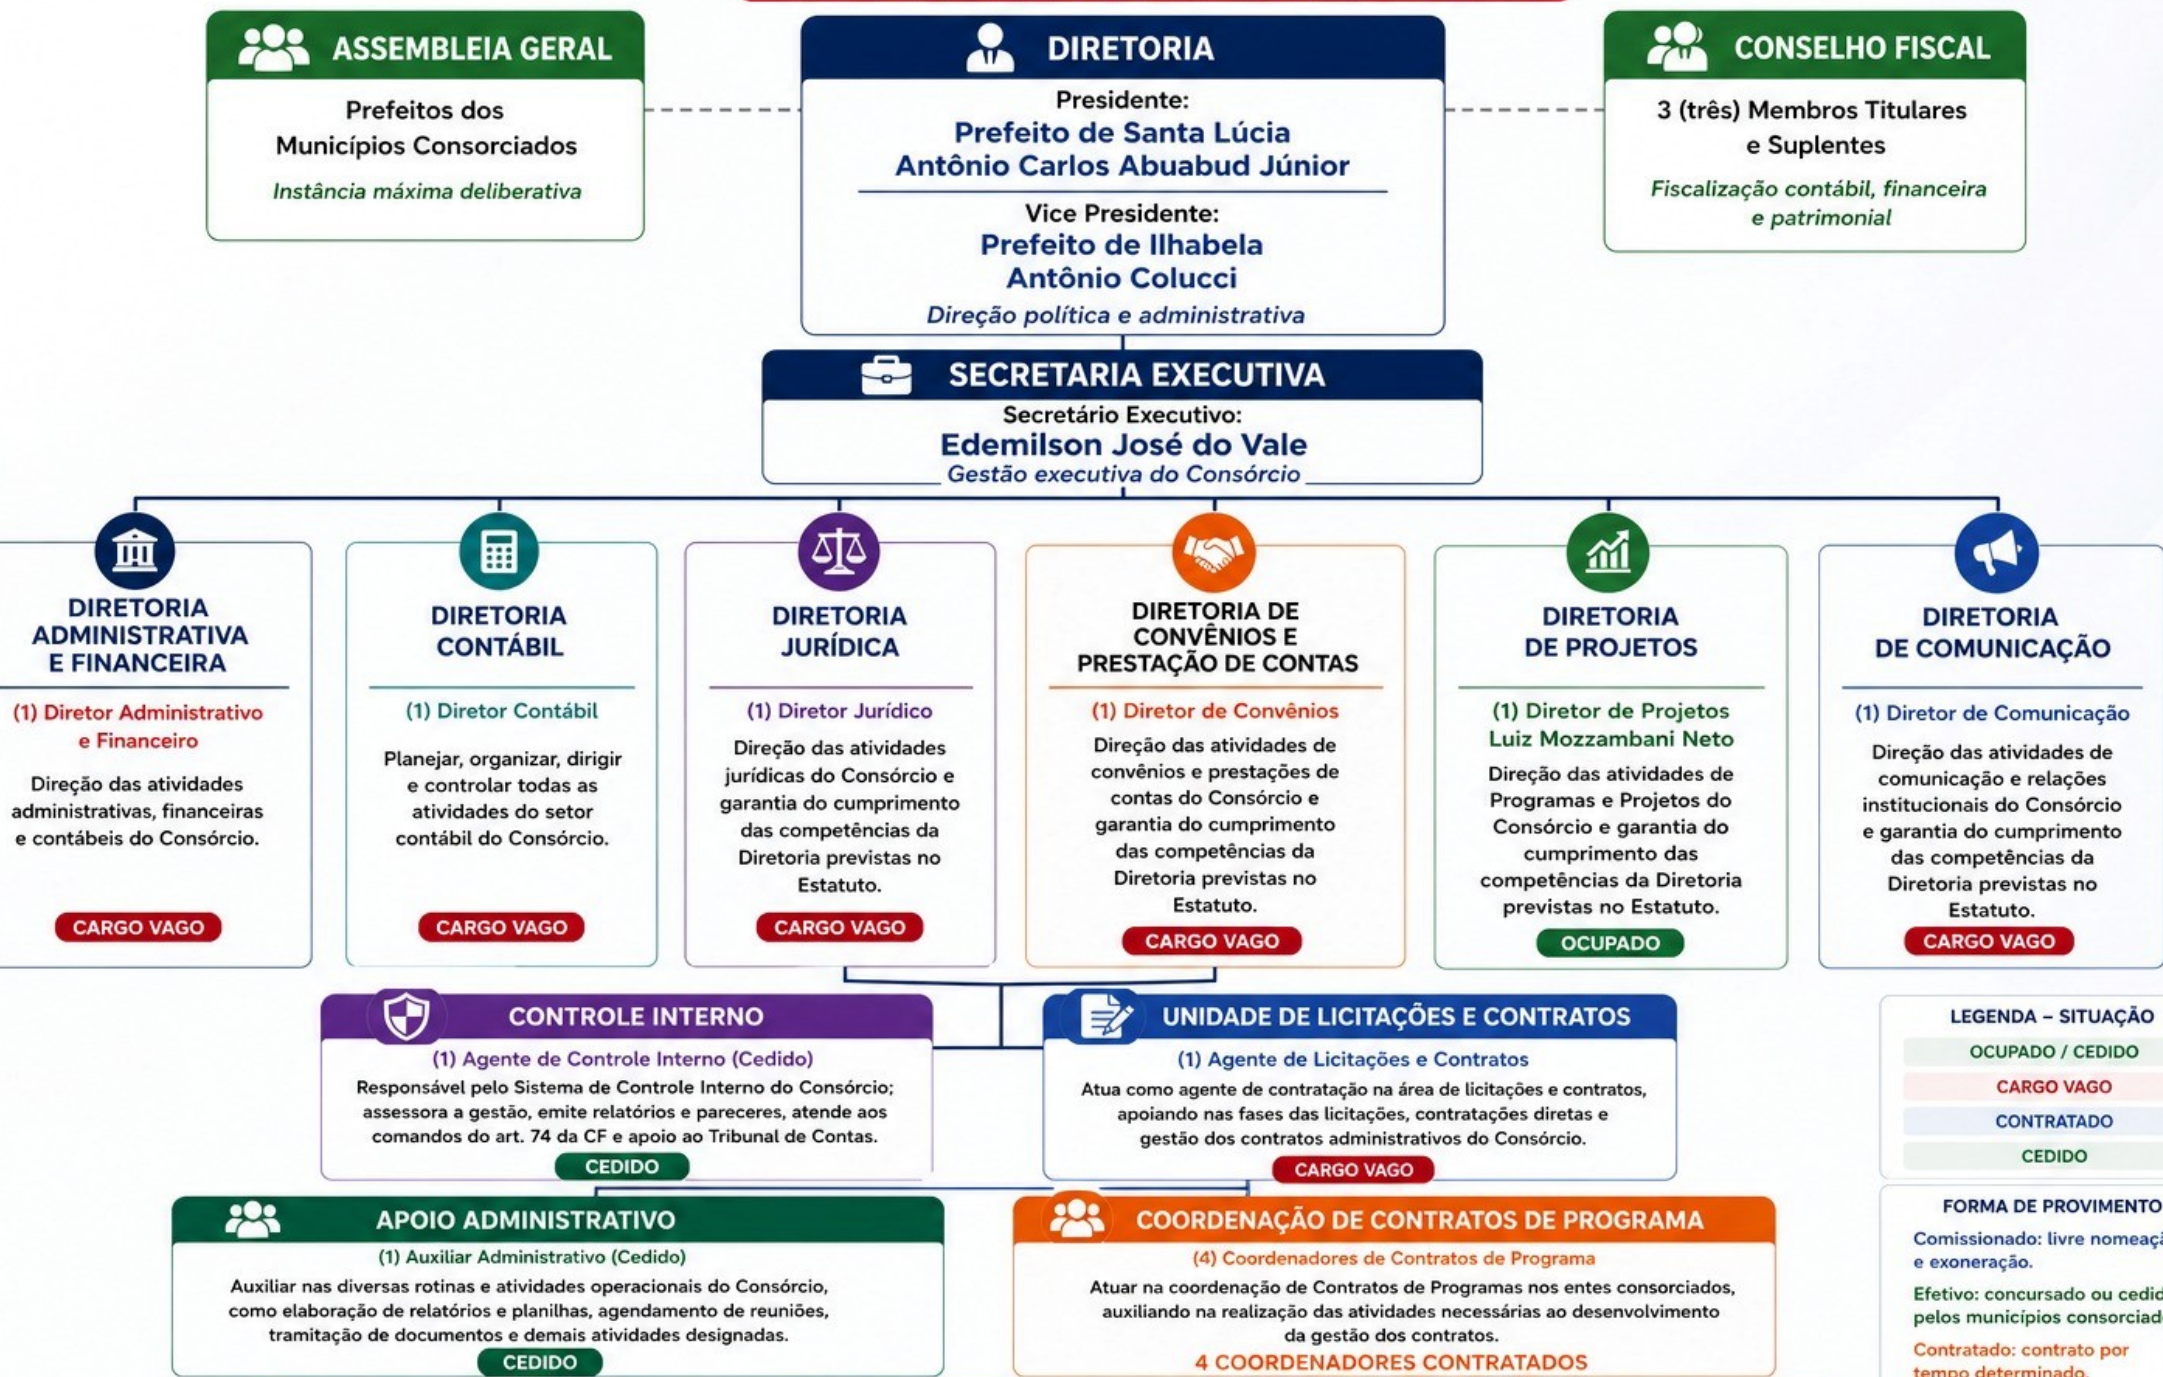 ASSEMBLEIA GERAL
Prefeitos dos
Municípios Consorciados
Instância máxima deliberativa
DIRETORIA
Presidente:
Prefeito de Santa Lúcia
Antônio Carlos Abuabud Júnior
Vice Presidente:
Prefeito de Ilhabela
Antônio Colucci
Direção política e administrativa
CONSELHO FISCAL
3 (três) Membros Titulares
e Suplentes
Fiscalização contábil, financeira
e patrimonial
SECRETARIA EXECUTIVA
Secretário Executivo:
Edemilson José do Vale
Gestão executiva do Consórcio
DIRETORIA
ADMINISTRATIVA
E FINANCEIRA
(1) Diretor Administrativo
e Financeiro
Direção das atividades
administrativas, financeiras
e contábeis do Consórcio.
CARGO VAGO
DIRETORIA
CONTÁBIL
(1) Diretor Contábil
Planejar, organizar, dirigir
e controlar todas as
atividades do setor
contábil do Consórcio.
CARGO VAGO
DIRETORIA
JURÍDICA
(1) Diretor Jurídico
Direção das atividades
jurídicas do Consórcio e
garantia do cumprimento
das competências da
Diretoria previstas no
Estatuto.
CARGO VAGO
DIRETORIA DE
CONVÊNIOS E
PRESTAÇÃO DE CONTAS
(1) Diretor de Convênios
Direção das atividades de
convênios e prestações de
contas do Consórcio e
garantia do cumprimento
das competências da
Diretoria previstas no
Estatuto.
CARGO VAGO
DIRETORIA
DE PROJETOS
(1) Diretor de Projetos
Luiz Mozzambani Neto
Direção das atividades de
Programas e Projetos do
Consórcio e garantia do
cumprimento das
competências da Diretoria
previstas no Estatuto.
OCUPADO
DIRETORIA
DE COMUNICAÇÃO
(1) Diretor de Comunicação
Direção das atividades de
comunicação e relações
institucionais do Consórcio
e garantia do cumprimento
das competências da
Diretoria previstas no
Estatuto.
CARGO VAGO
CONTROLE INTERNO
(1) Agente de Controle Interno (Cedido)
Responsável pelo Sistema de Controle Interno do Consórcio;
assessora a gestão, emite relatórios e pareceres, atende aos
comandos do art. 74 da CF e apoio ao Tribunal de Contas.
CEDIDO
UNIDADE DE LICITAÇÕES E CONTRATOS
(1) Agente de Licitações e Contratos
Atua como agente de contratação na área de licitações e contratos,
apoiando nas fases das licitações, contratações diretas e
gestão dos contratos administrativos do Consórcio.
CARGO VAGO
APOIO ADMINISTRATIVO
(1) Auxiliar Administrativo (Cedido)
Auxiliar nas diversas rotinas e atividades operacionais do Consórcio,
como elaboração de relatórios e planilhas, agendamento de reuniões,
tramitação de documentos e demais atividades designadas.
CEDIDO
COORDENAÇÃO DE CONTRATOS DE PROGRAMA
(4) Coordenadores de Contratos de Programa
Atuar na coordenação de Contratos de Programas nos entes consorciados,
auxiliando na realização das atividades necessárias ao desenvolvimento
da gestão dos contratos.
4 COORDENADORES CONTRATADOS
LEGENDA – SITUAÇÃO
OCUPADO / CEDIDO
CARGO VAGO
CONTRATADO
CEDIDO
FORMA DE PROVIMENTO
Comissionado: livre
e exoneração.
Efetivo: concursado ou
pelos municípios
Contratado: contrato por
tempo determinado.